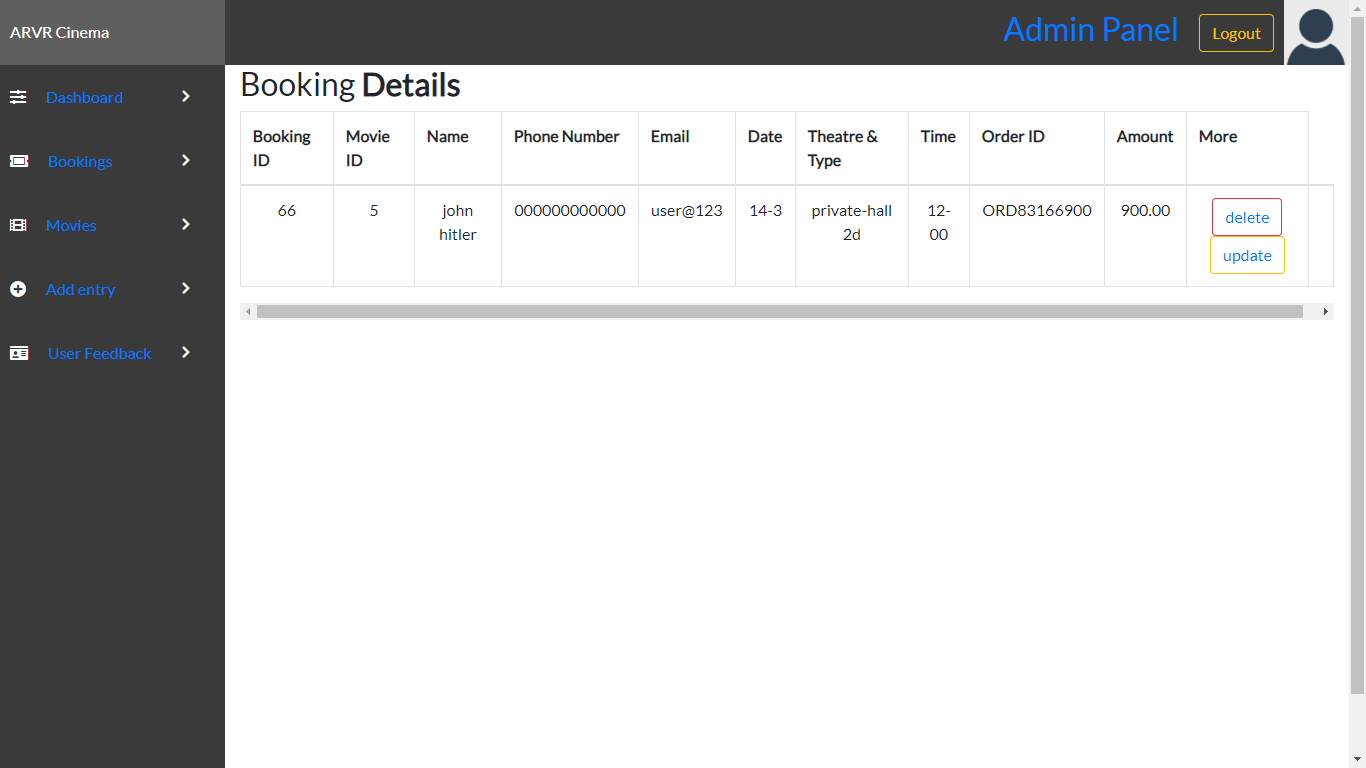 ARVR Cinema
Admin Panel
Logout
Dashboard
Bookings
Movies
Add entry
User Feedback
Booking Details
Booking ID Movie ID Name Phone Number Email Date Theatre & Type Time Order ID Amount More
66 5 john hitler 000000000000 user@123 14-3 private-hall 2d 12-00 ORD83166900 900.00 delete
update